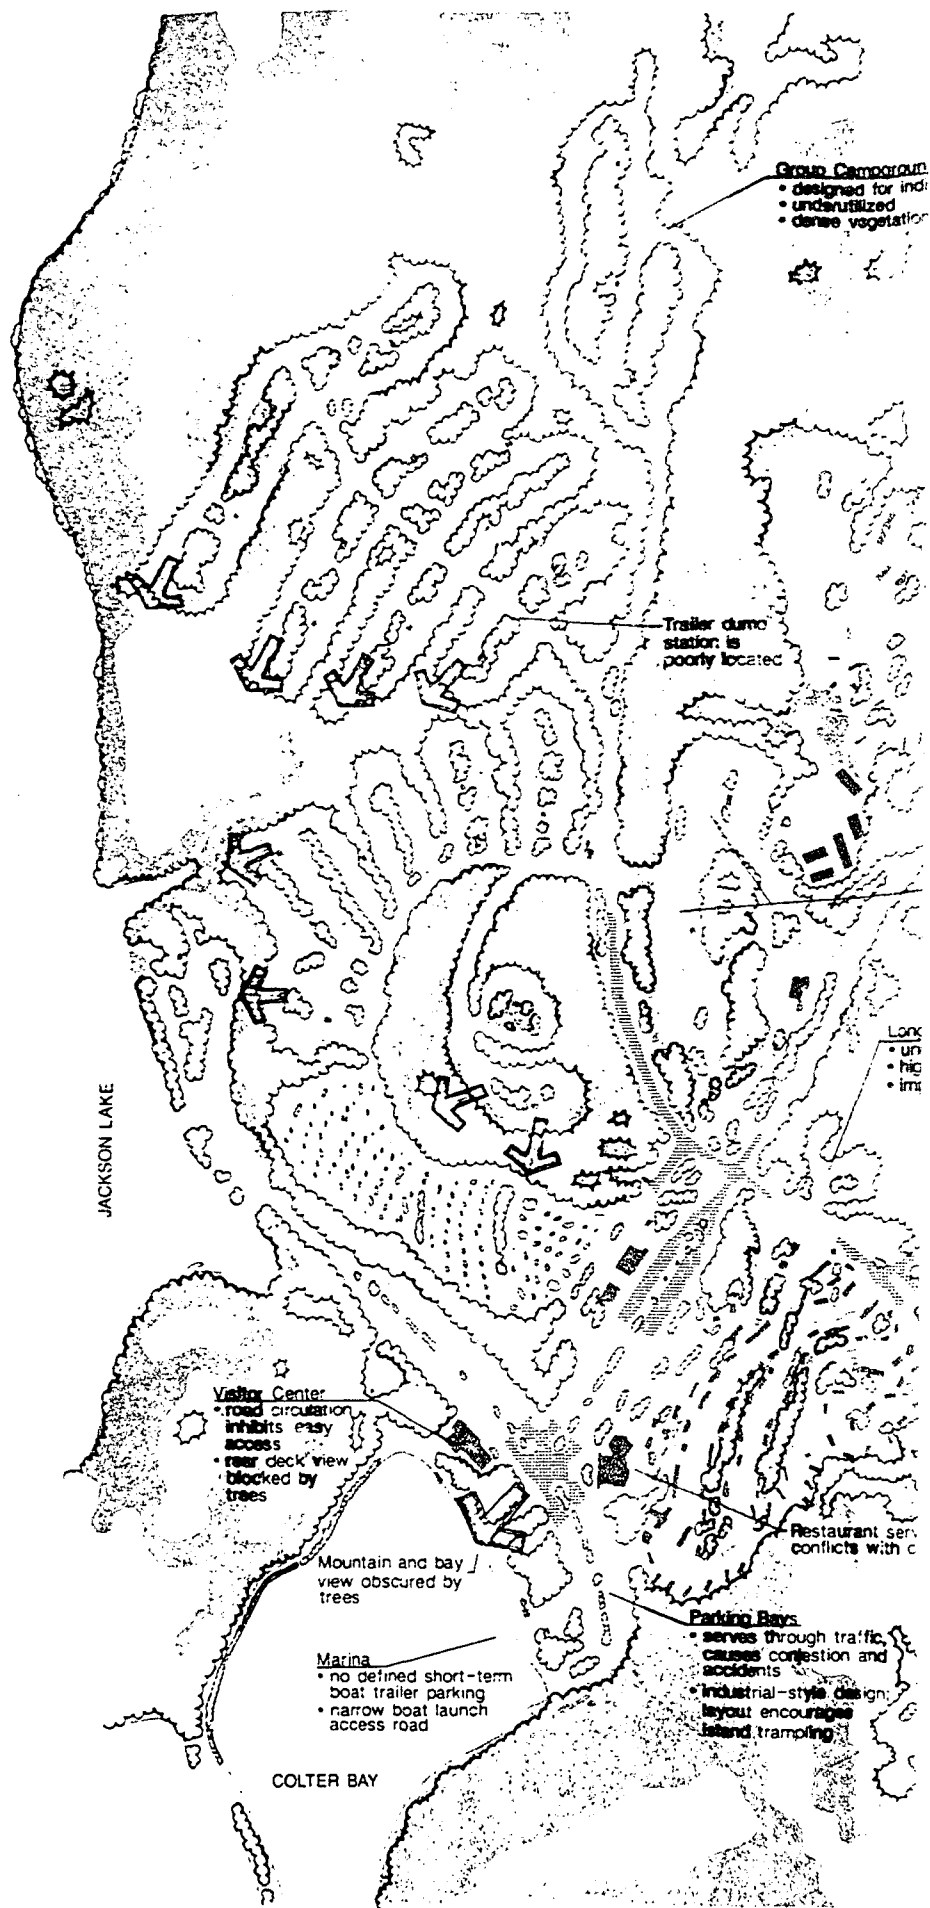 Group Campgroun
• designed for indi
• underutilized
• dense vegetation
Trailer dump
station is
poorly located
Land
• un
• hig
• im
JACKSON LAKE
Visitor Center
• road circulation
inhibits easy
access
• rear deck view
blocked by
trees
Mountain and bay
view obscured by
trees
Restaurant serv
conflicts with c
Marina
• no defined short-term
boat trailer parking
• narrow boat launch
access road
Parking Bays
• serves through traffic,
causes congestion and
accidents
• industrial-style design;
layout encourages
island trampling
COLTER BAY